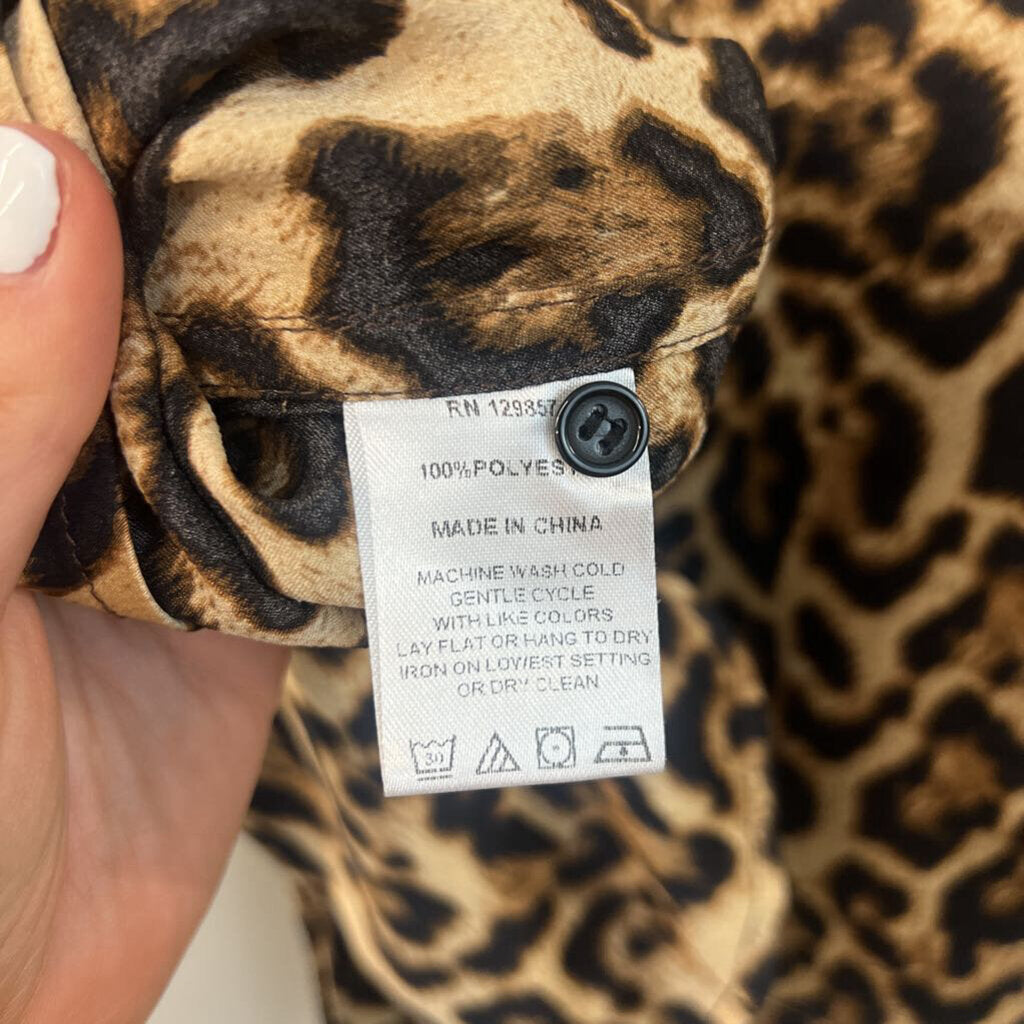 RN 129857
100%POLYES
MADE IN CHINA
MACHINE WASH COLD
GENTLE CYCLE
WITH LIKE COLORS
LAY FLAT OR HANG TO DRY
IRON ON LOWEST SETTING
OR DRY CLEAN
30